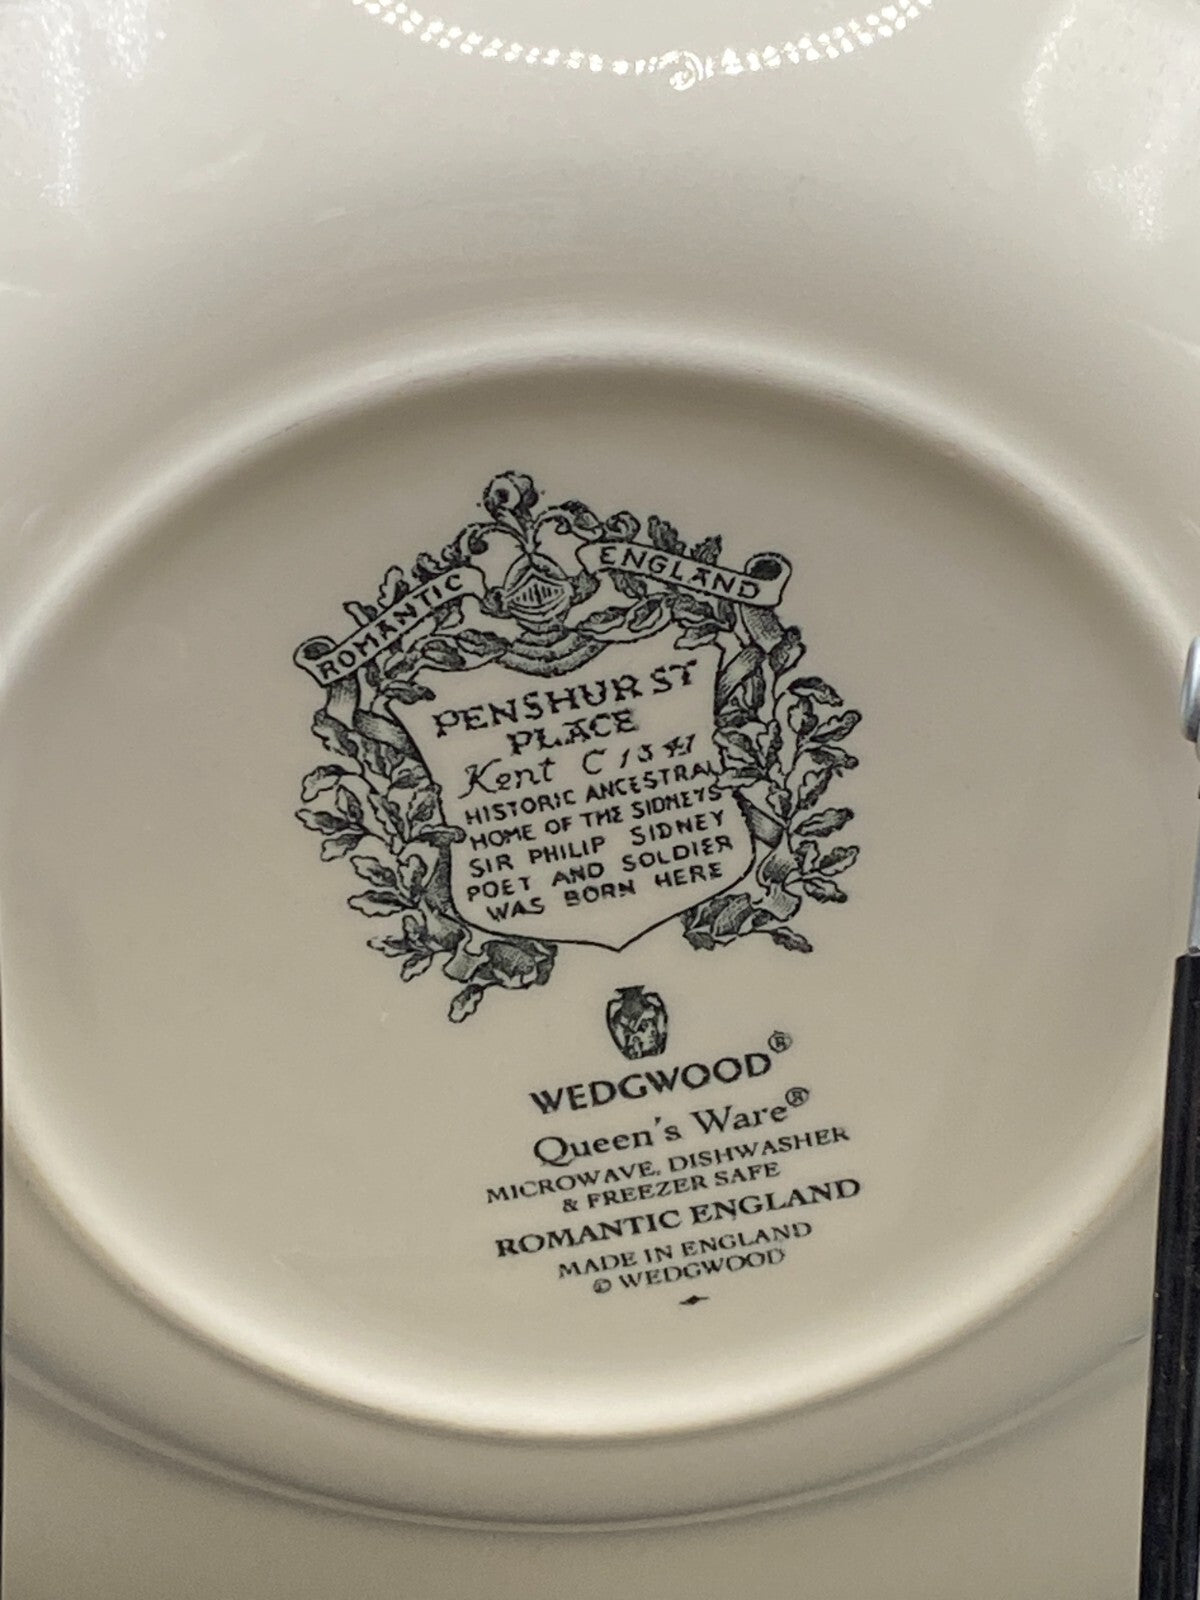 ROMANTIC ENGLAND
PENSHURST
PLACE
Kent C 1341
HISTORIC ANCESTRAL
HOME OF THE SIDNEYS
SIR PHILIP SIDNEY
POET AND SOLDIER
WAS BORN HERE
WEDGWOOD®
Queen's Ware®
MICROWAVE, DISHWASHER
& FREEZER SAFE
ROMANTIC ENGLAND
MADE IN ENGLAND
© WEDGWOOD